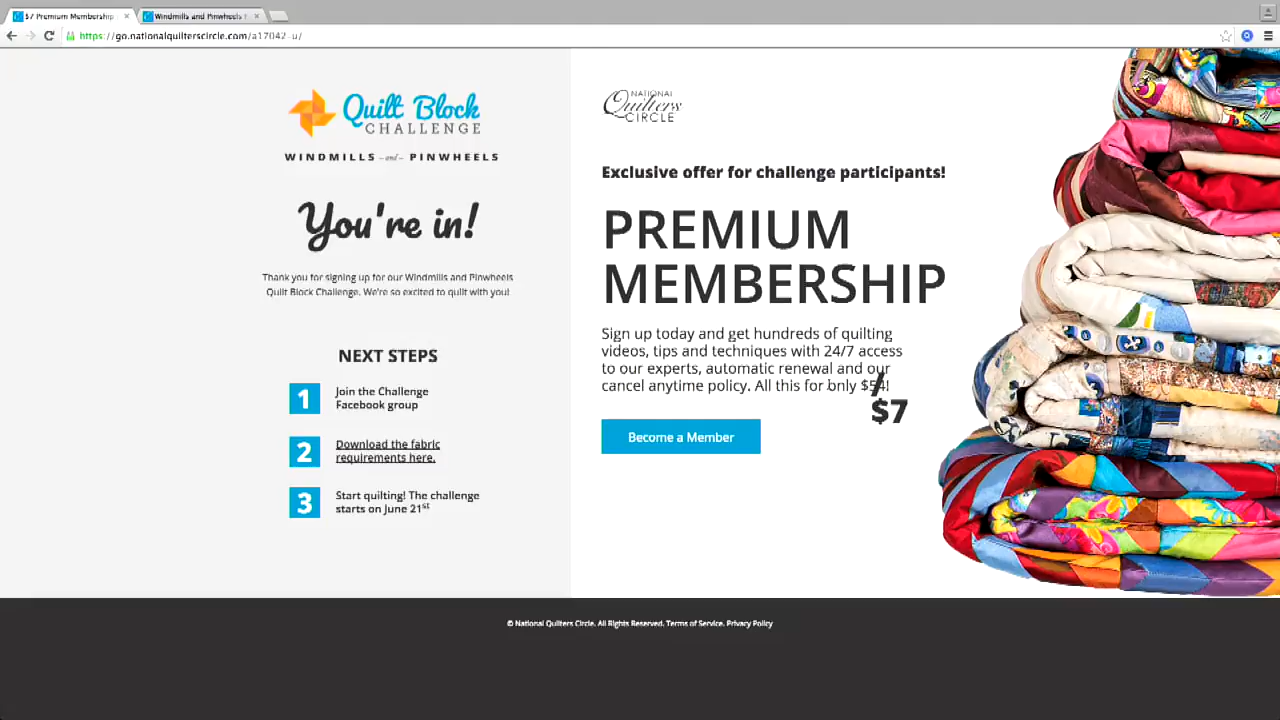 $7 Premium Membership
Windmills and Pinwheels
https://go.nationalquilterscircle.com/a17042-u/
Quilt Block
CHALLENGE
WINDMILLS -and- PINWHEELS
You're in!
Thank you for signing up for our Windmills and Pinwheels
Quilt Block Challenge. We're so excited to quilt with you!
NEXT STEPS
1 Join the Challenge
Facebook group
2 Download the fabric
requirements here.
3 Start quilting! The challenge
starts on June 21st
NATIONAL
Quilters
CIRCLE
Exclusive offer for challenge participants!
PREMIUM
MEMBERSHIP
Sign up today and get hundreds of quilting
videos, tips and techniques with 24/7 access
to our experts, automatic renewal and our
cancel anytime policy. All this for only $54!
/
$7
Become a Member
© National Quilters Circle. All Rights Reserved. Terms of Service. Privacy Policy